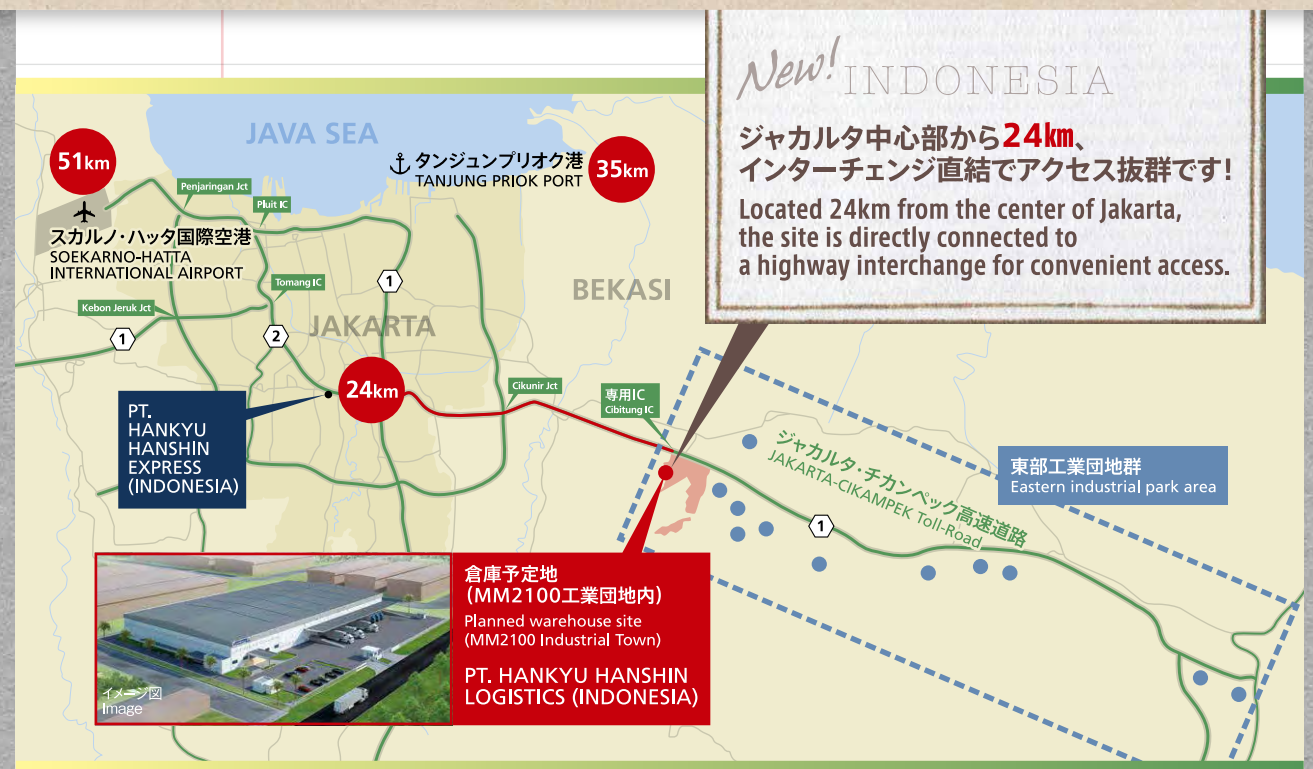 New! INDONESIA
ジャカルタ中心部から24㎞、
インターチェンジ直結でアクセス抜群です!
Located 24km from the center of Jakarta,
the site is directly connected to
a highway interchange for convenient access.
JAVA SEA
51km
タンジュンプリオク港
TANJUNG PRIOK PORT
35km
Penjaringan Jct
Pluit IC
スカルノ・ハッタ国際空港
SOEKARNO-HATTA
INTERNATIONAL AIRPORT
Tomang IC
1
BEKASI
Kebon Jeruk Jct
1
2
JAKARTA
24km
Cikunir Jct
専用IC
Cibitung IC
PT.
HANKYU
HANSHIN
EXPRESS
(INDONESIA)
ジャカルタ・チカンペック高速道路
JAKARTA-CIKAMPEK Toll-Road
1
東部工業団地群
Eastern industrial park area
倉庫予定地
(MM2100工業団地内)
Planned warehouse site
(MM2100 Industrial Town)
PT. HANKYU HANSHIN
LOGISTICS (INDONESIA)
イメージ図
Image